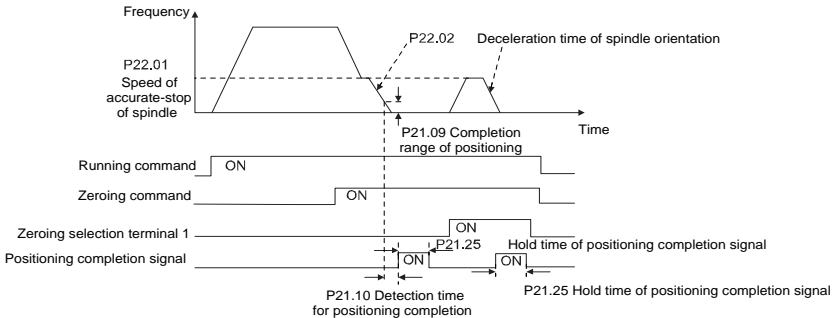 Frequency
P22.02
Deceleration time of spindle orientation
P22.01
Speed of
accurate-stop
of spindle
Time
P21.09 Completion
range of positioning
Running command
ON
Zeroing command
ON
Zeroing selection terminal 1
ON
P21.25
Hold time of positioning completion signal
Positioning completion signal
ON
ON
P21.10 Detection time
for positioning completion
P21.25 Hold time of positioning completion signal